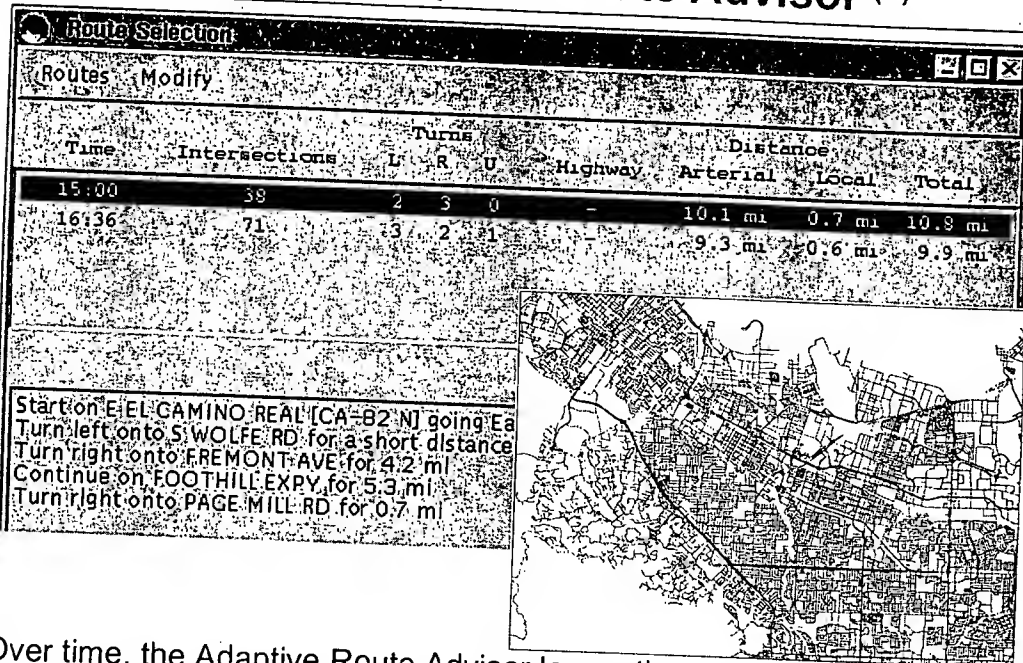 Advisor
Route Selection
Routes Modify
Turns Distance
Time Intersections L R U Highway Arterial Local Total
15:00 38 2 3 0 - 10.1 mi 0.7 mi 10.8 mi
16:36 71 3 2 1 - 9.3 mi 0.6 mi 9.9 mi
Start on E EL CAMINO REAL [CA-82 N] going Ea
Turn left onto S WOLFE RD for a short distance
Turn right onto FREMONT AVE for 4.2 mi
Continue on FOOTHILL EXPY for 5.3 mi
Turn right onto PAGE MILL RD for 0.7 mi
Over time, the Adaptive Route Advisor